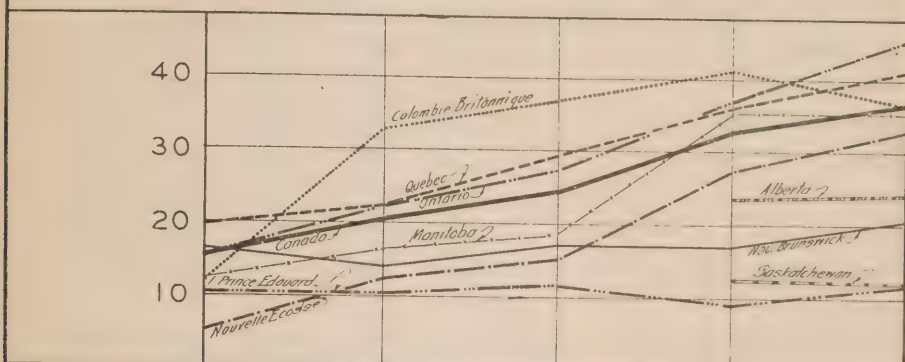 40
Colombie Britannique
30
Quebec
Ontario
Alberta
20
Canada
Manitoba
Nou. Brunswick
I. Prince Edouard
Saskatchewan
10
Nouvelle Ecosse